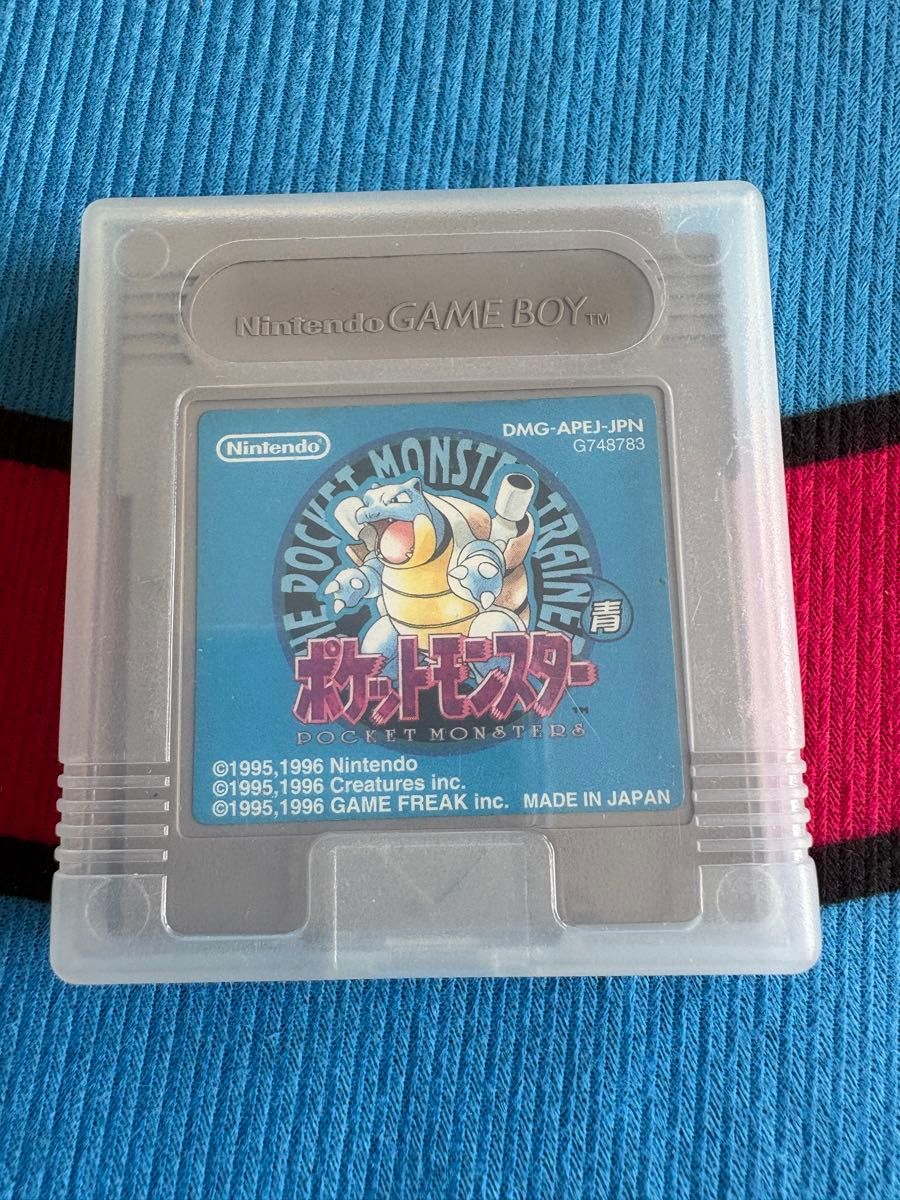 Nintendo GAME BOY™
Nintendo
DMG-APEJ-JPN
G748783
POCKET MONSTER TRAINER
青
ポケットモンスター
™
POCKET MONSTERS
©1995,1996 Nintendo
©1995,1996 Creatures inc.
©1995,1996 GAME FREAK inc. MADE IN JAPAN